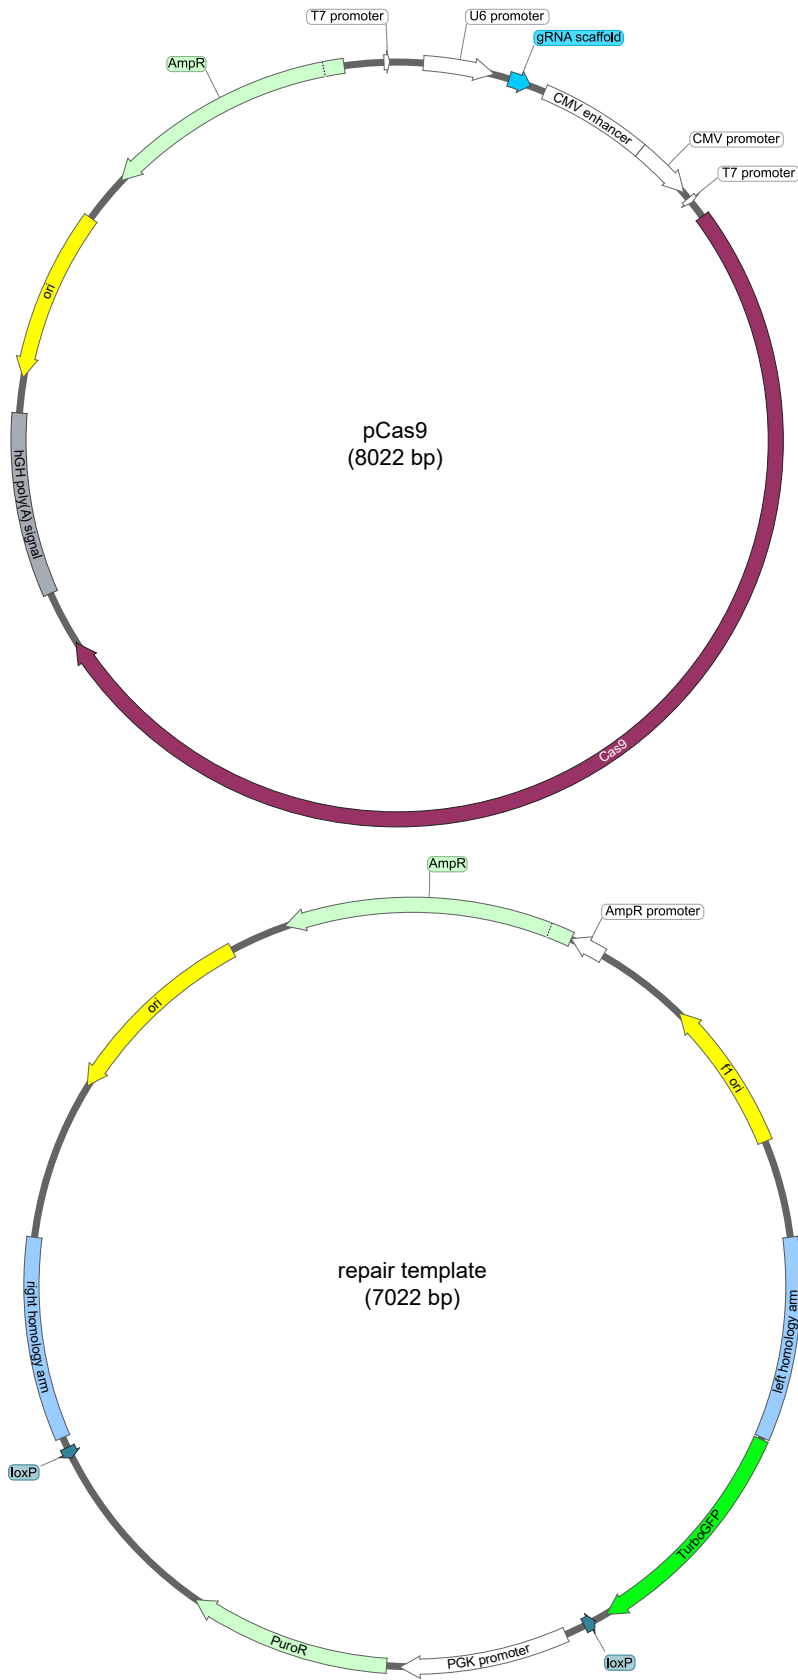 T7 promoter
U6 promoter
gRNA scaffold
AmpR
CMV enhancer
CMV promoter
T7 promoter
ori
pCas9
(8022 bp)
hGH poly(A) signal
Cas9
AmpR
AmpR promoter
ori
f1 ori
repair template
(7022 bp)
right homology arm
left homology arm
loxP
TurboGFP
PuroR
PGK promoter
loxP